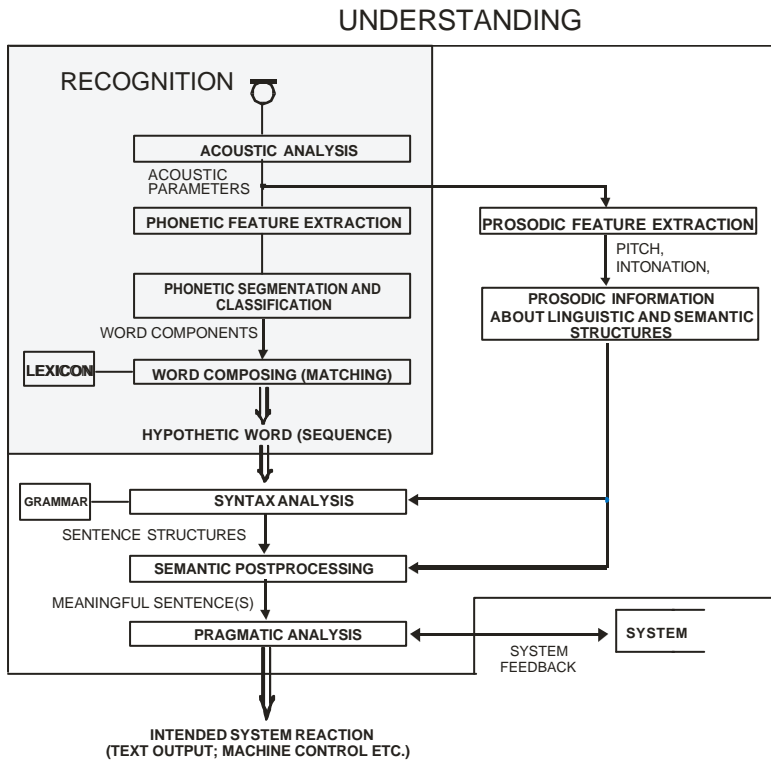 UNDERSTANDING
RECOGNITION
ACOUSTIC ANALYSIS
ACOUSTIC
PARAMETERS
PHONETIC FEATURE EXTRACTION
PROSODIC FEATURE EXTRACTION
PITCH,
INTONATION,
PHONETIC SEGMENTATION AND
CLASSIFICATION
PROSODIC INFORMATION
ABOUT LINGUISTIC AND SEMANTIC
STRUCTURES
WORD COMPONENTS
LEXICON
WORD COMPOSING (MATCHING)
HYPOTHETIC WORD (SEQUENCE)
GRAMMAR
SYNTAX ANALYSIS
SENTENCE STRUCTURES
SEMANTIC POSTPROCESSING
MEANINGFUL SENTENCE(S)
PRAGMATIC ANALYSIS
SYSTEM
SYSTEM
FEEDBACK
INTENDED SYSTEM REACTION
(TEXT OUTPUT; MACHINE CONTROL ETC.)